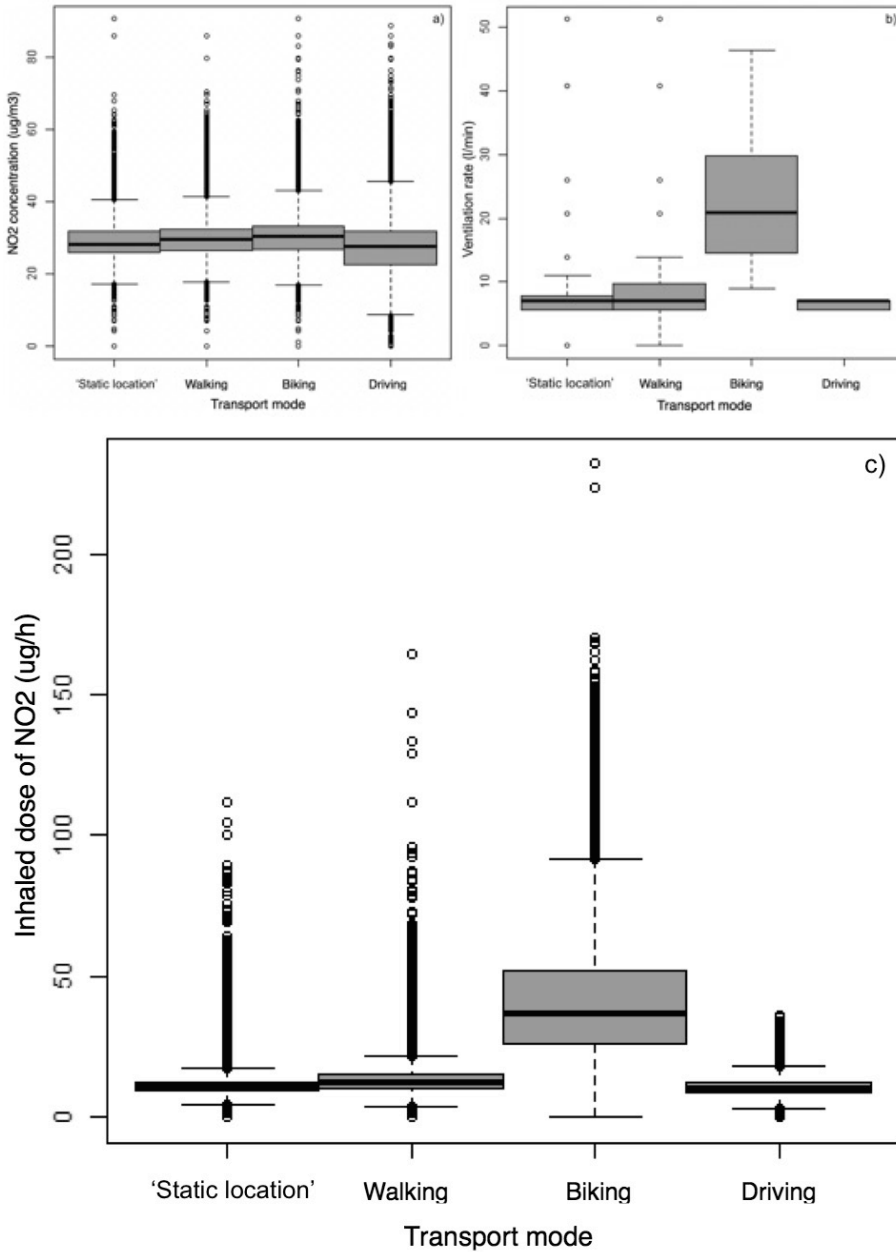 a)
NO2 concentration (ug/m3)
80
60
40
20
0
'Static location' Walking Biking Driving
Transport mode
b)
Ventilation rate (l/min)
50
40
30
20
10
0
'Static location' Walking Biking Driving
Transport mode
c)
Inhaled dose of NO2 (ug/h)
200
150
100
50
0
'Static location' Walking Biking Driving
Transport mode